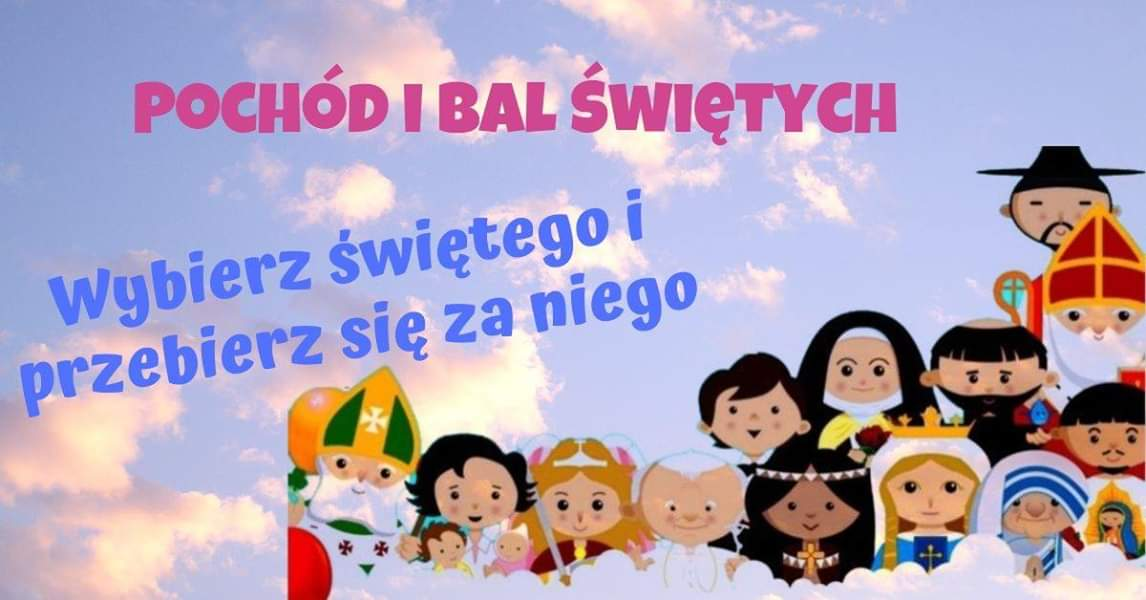 POCHÓD I BAL ŚWIĘTYCH
Wybierz świętego i
przebierz się za niego